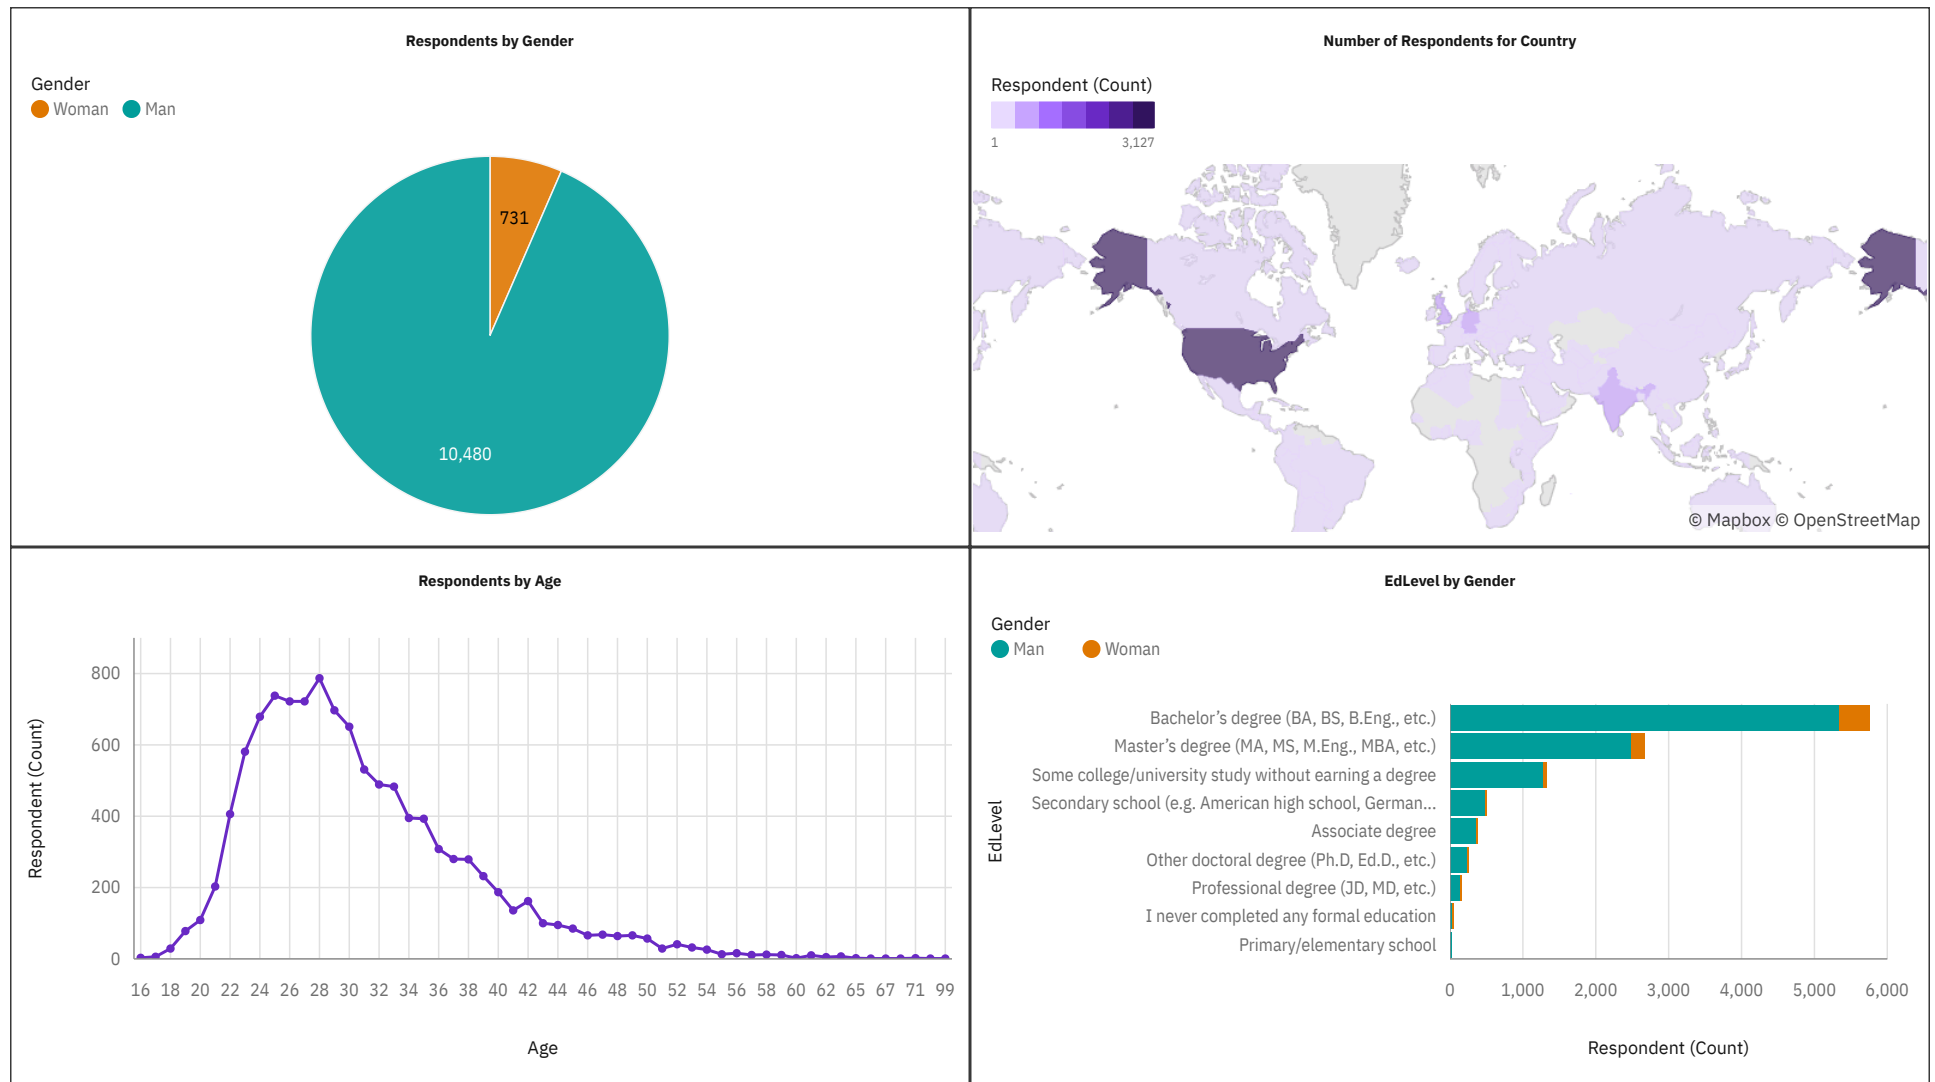 Respondents by Gender
Gender
Woman Man
731
10,480
Number of Respondents for Country
Respondent (Count)
1 3,127
© Mapbox © OpenStreetMap
Respondents by Age
Respondent (Count)
800
600
400
200
0
16 18 20 22 24 26 28 30 32 34 36 38 40 42 44 46 48 50 52 54 56 58 60 62 65 67 71 99
Age
EdLevel by Gender
Gender
Man Woman
EdLevel
Bachelor’s degree (BA, BS, B.Eng., etc.)
Master’s degree (MA, MS, M.Eng., MBA, etc.)
Some college/university study without earning a degree
Secondary school (e.g. American high school, German...
Associate degree
Other doctoral degree (Ph.D, Ed.D., etc.)
Professional degree (JD, MD, etc.)
I never completed any formal education
Primary/elementary school
0 1,000 2,000 3,000 4,000 5,000 6,000
Respondent (Count)